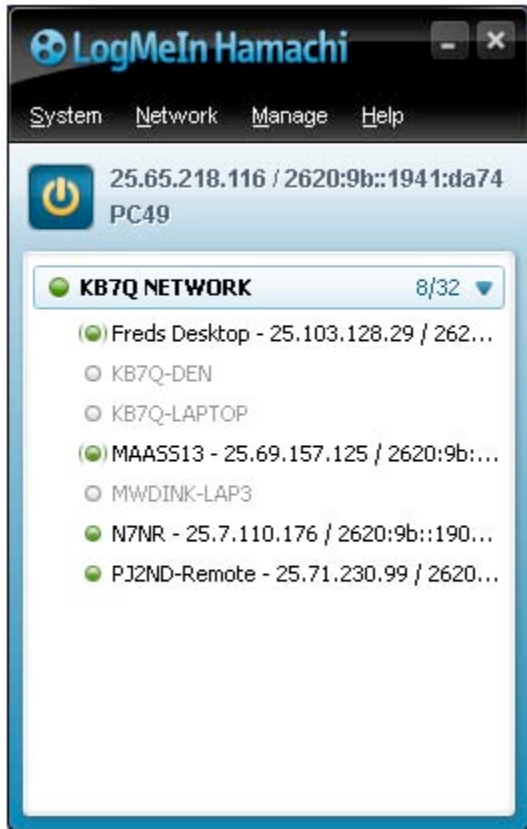 LogMeIn Hamachi
System Network Manage Help
25.65.218.116 / 2620:9b::1941:da74
PC49
KB7Q NETWORK 8/32
Freds Desktop - 25.103.128.29 / 262...
KB7Q-DEN
KB7Q-LAPTOP
MAASS13 - 25.69.157.125 / 2620:9b:...
MWDINK-LAP3
N7NR - 25.7.110.176 / 2620:9b::190...
PJ2ND-Remote - 25.71.230.99 / 2620...